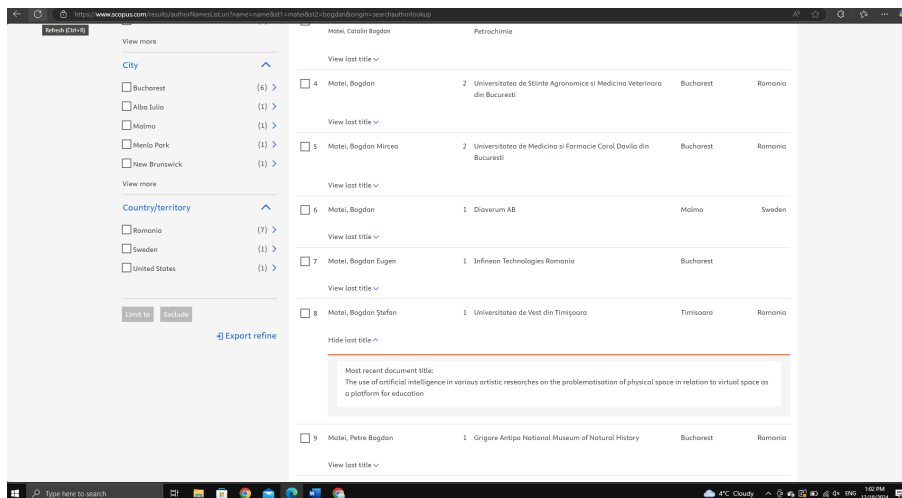 https://www.scopus.com/results/authorNamesList.uri?name=name&st1=matei&st2=bogdan&origin=searchauthorlookup
Refresh (Ctrl+R)
View more
City
Bucharest (6)
Alba Iulia (1)
Malmo (1)
Menlo Park (1)
New Brunswick (1)
View more
Country/territory
Romania (7)
Sweden (1)
United States (1)
Limit to Exclude
Export refine
Matei, Catalin Bogdan Petrochimie
View last title
4 Matei, Bogdan 2 Universitatea de Stiinte Agronomice si Medicina Veterinara Bucharest Romania
din Bucuresti
View last title
5 Matei, Bogdan Mircea 2 Universitatea de Medicina si Farmacie Carol Davila din Bucharest Romania
Bucuresti
View last title
6 Matei, Bogdan 1 Diaverum AB Malmo Sweden
View last title
7 Matei, Bogdan Eugen 1 Infineon Technologies Romania Bucharest
View last title
8 Matei, Bogdan Ștefan 1 Universitatea de Vest din Timișoara Timisoara Romania
Hide last title
Most recent document title:
The use of artificial intelligence in various artistic researches on the problematisation of physical space in relation to virtual space as
a platform for education
9 Matei, Petre Bogdan 1 Grigore Antipa National Museum of Natural History Bucharest Romania
View last title
Type here to search
4°C Cloudy ENG 1:02 PM
12/18/2024